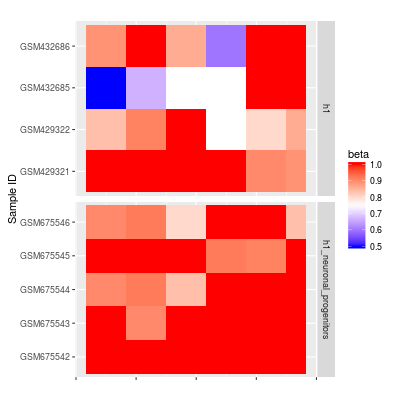 GSM432686
GSM432685
GSM429322
GSM429321
h1
GSM675546
GSM675545
GSM675544
GSM675543
GSM675542
h1_neuronal_progenitors
Sample ID
beta
1.0
0.9
0.8
0.7
0.6
0.5